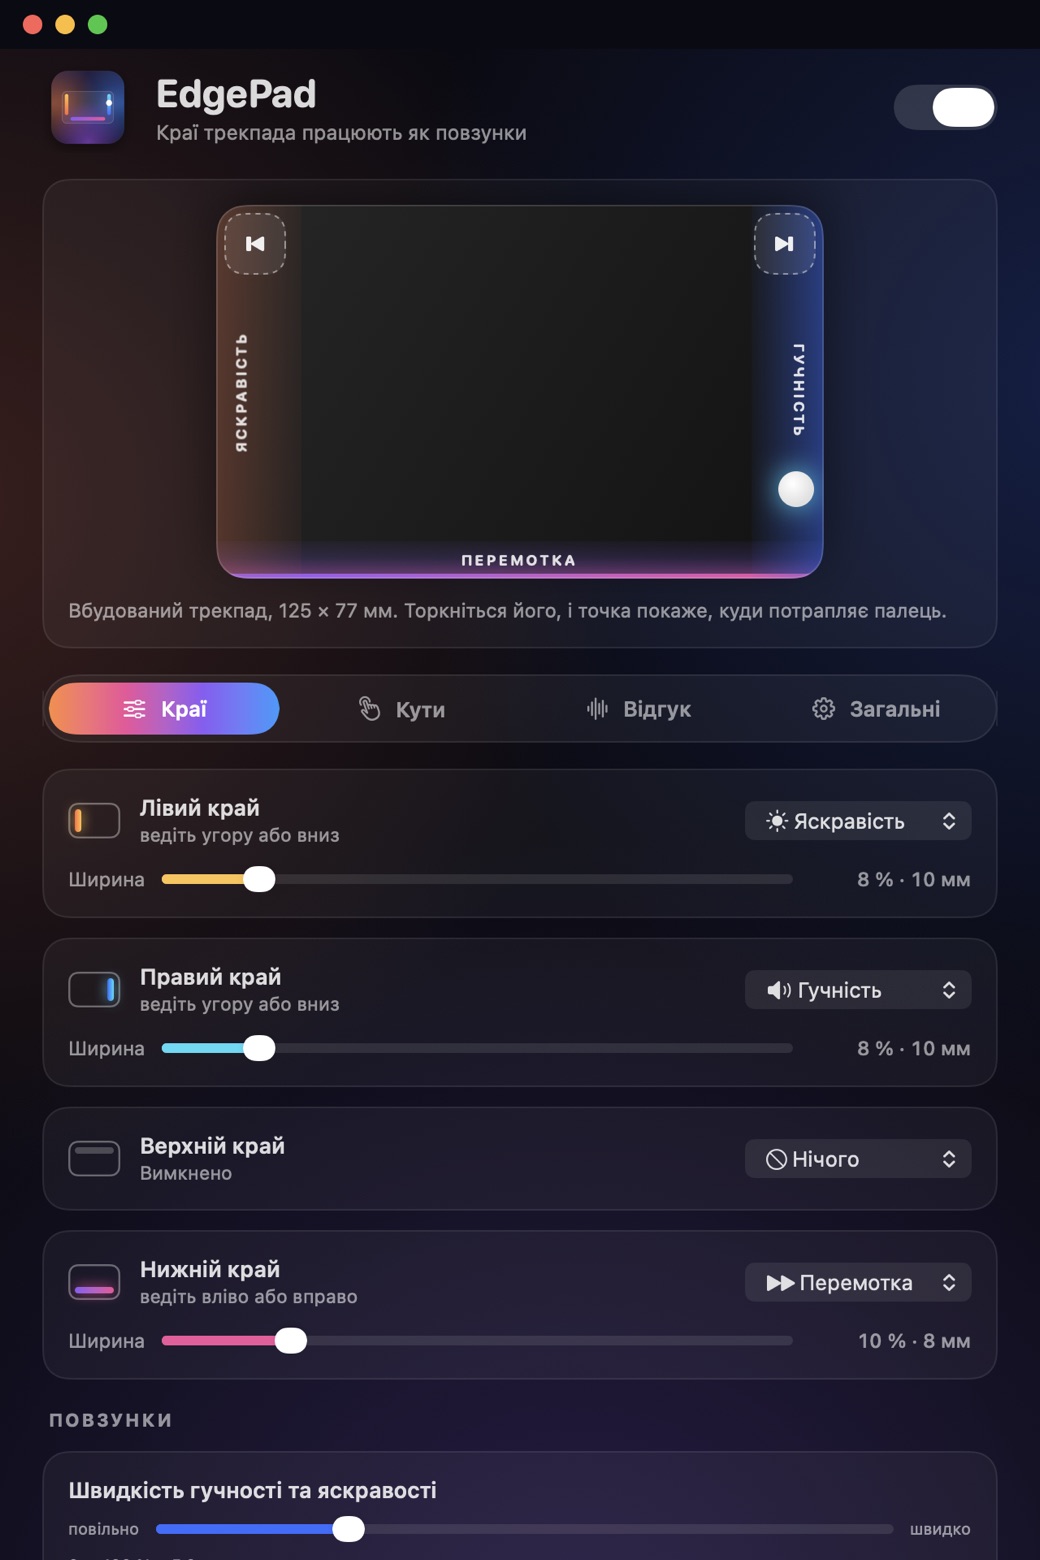 EdgePad
Краї трекпада працюють як повзунки
ЯСКРАВІСТЬ
ГУЧНІСТЬ
ПЕРЕМОТКА
Вбудований трекпад, 125 × 77 мм. Торкніться його, і точка покаже, куди потрапляє палець.
Краї
Кути
Відгук
Загальні
Лівий край
ведіть угору або вниз
Яскравість
Ширина
8 % · 10 мм
Правий край
ведіть угору або вниз
Гучність
Ширина
8 % · 10 мм
Верхній край
Вимкнено
Нічого
Нижній край
ведіть вліво або вправо
Перемотка
Ширина
10 % · 8 мм
ПОВЗУНКИ
Швидкість гучності та яскравості
повільно
швидко